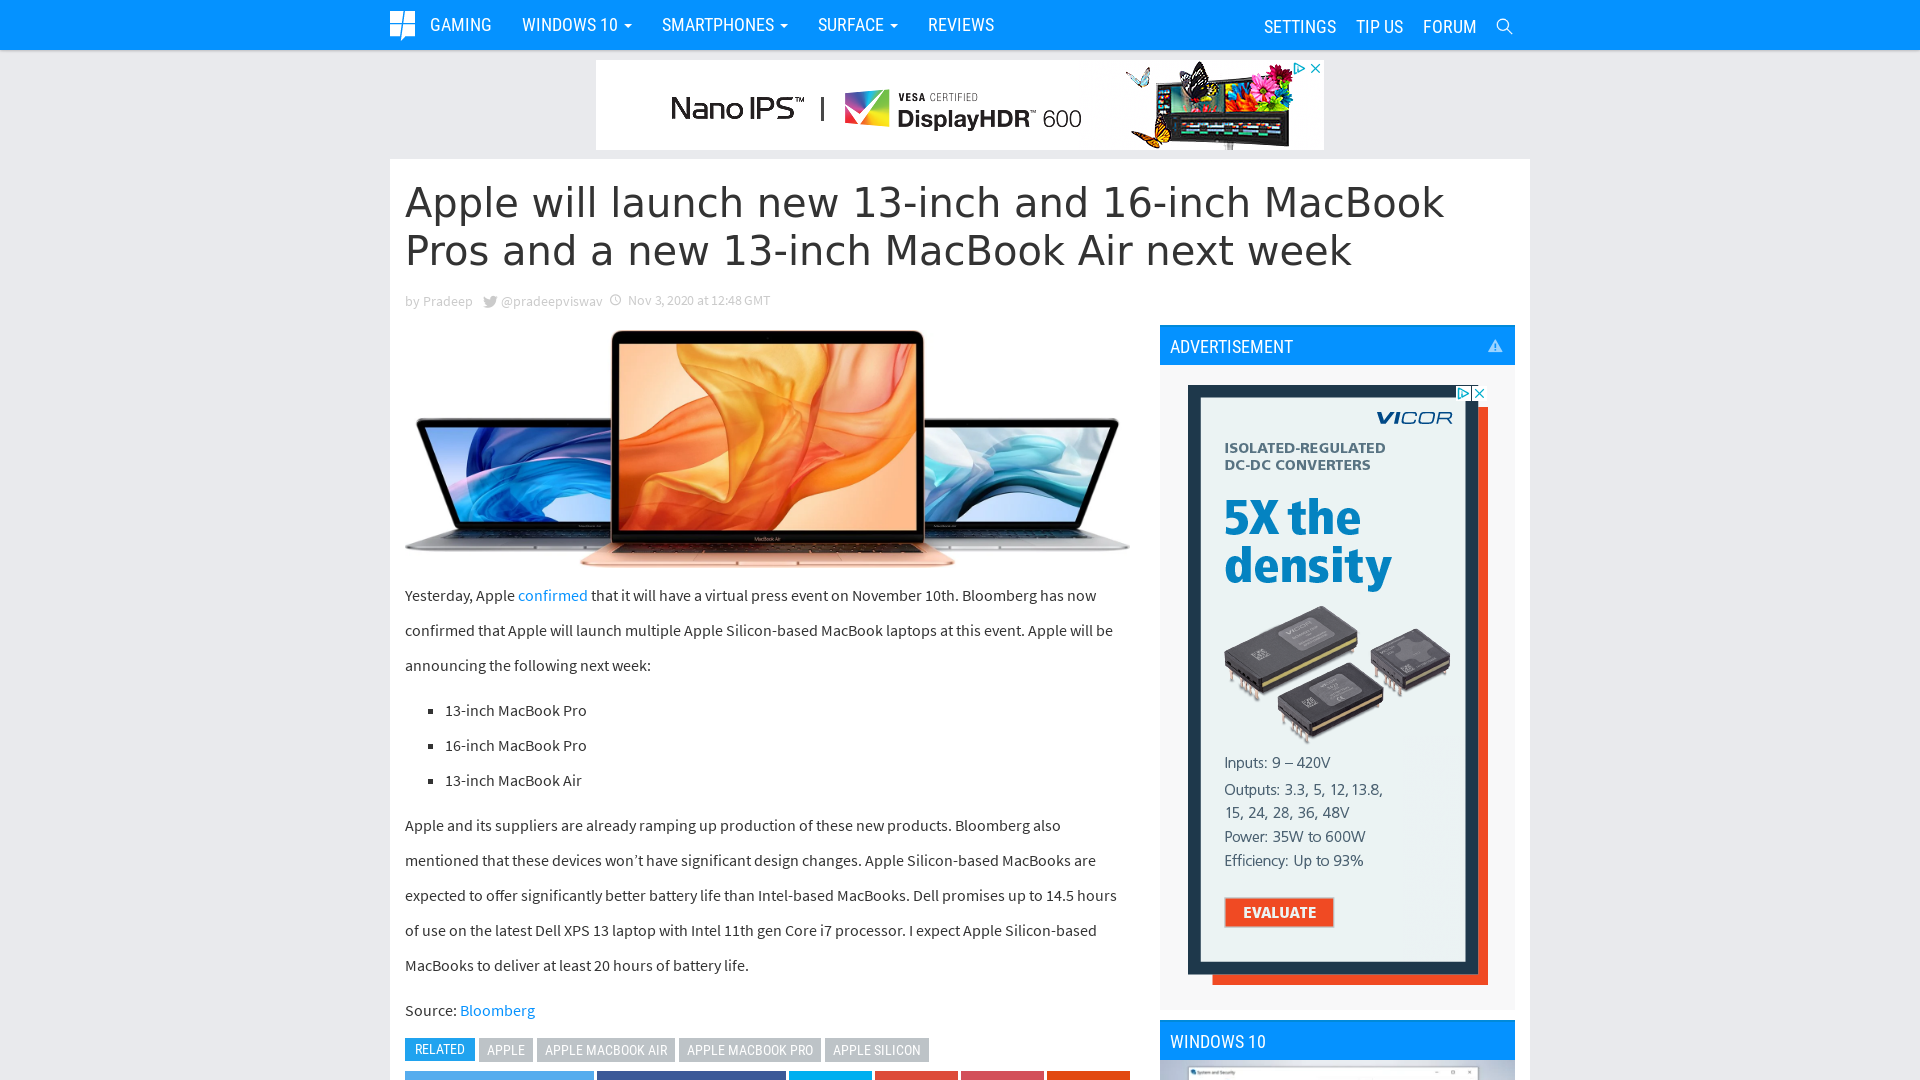 GAMING WINDOWS 10 SMARTPHONES SURFACE REVIEWS SETTINGS TIP US FORUM
Nano IPS™ | VESA CERTIFIED
DisplayHDR™ 600
Apple will launch new 13-inch and 16-inch MacBook
Pros and a new 13-inch MacBook Air next week
by Pradeep @pradeepviswav Nov 3, 2020 at 12:48 GMT
MacBook Air
Yesterday, Apple confirmed that it will have a virtual press event on November 10th. Bloomberg has now
confirmed that Apple will launch multiple Apple Silicon-based MacBook laptops at this event. Apple will be
announcing the following next week:
▪ 13-inch MacBook Pro
▪ 16-inch MacBook Pro
▪ 13-inch MacBook Air
Apple and its suppliers are already ramping up production of these new products. Bloomberg also
mentioned that these devices won’t have significant design changes. Apple Silicon-based MacBooks are
expected to offer significantly better battery life than Intel-based MacBooks. Dell promises up to 14.5 hours
of use on the latest Dell XPS 13 laptop with Intel 11th gen Core i7 processor. I expect Apple Silicon-based
MacBooks to deliver at least 20 hours of battery life.
Source: Bloomberg
RELATED APPLE APPLE MACBOOK AIR APPLE MACBOOK PRO APPLE SILICON
ADVERTISEMENT
VICOR
ISOLATED-REGULATED
DC-DC CONVERTERS
5X the
density
Inputs: 9 – 420V
Outputs: 3.3, 5, 12, 13.8,
15, 24, 28, 36, 48V
Power: 35W to 600W
Efficiency: Up to 93%
EVALUATE
WINDOWS 10
System and Security